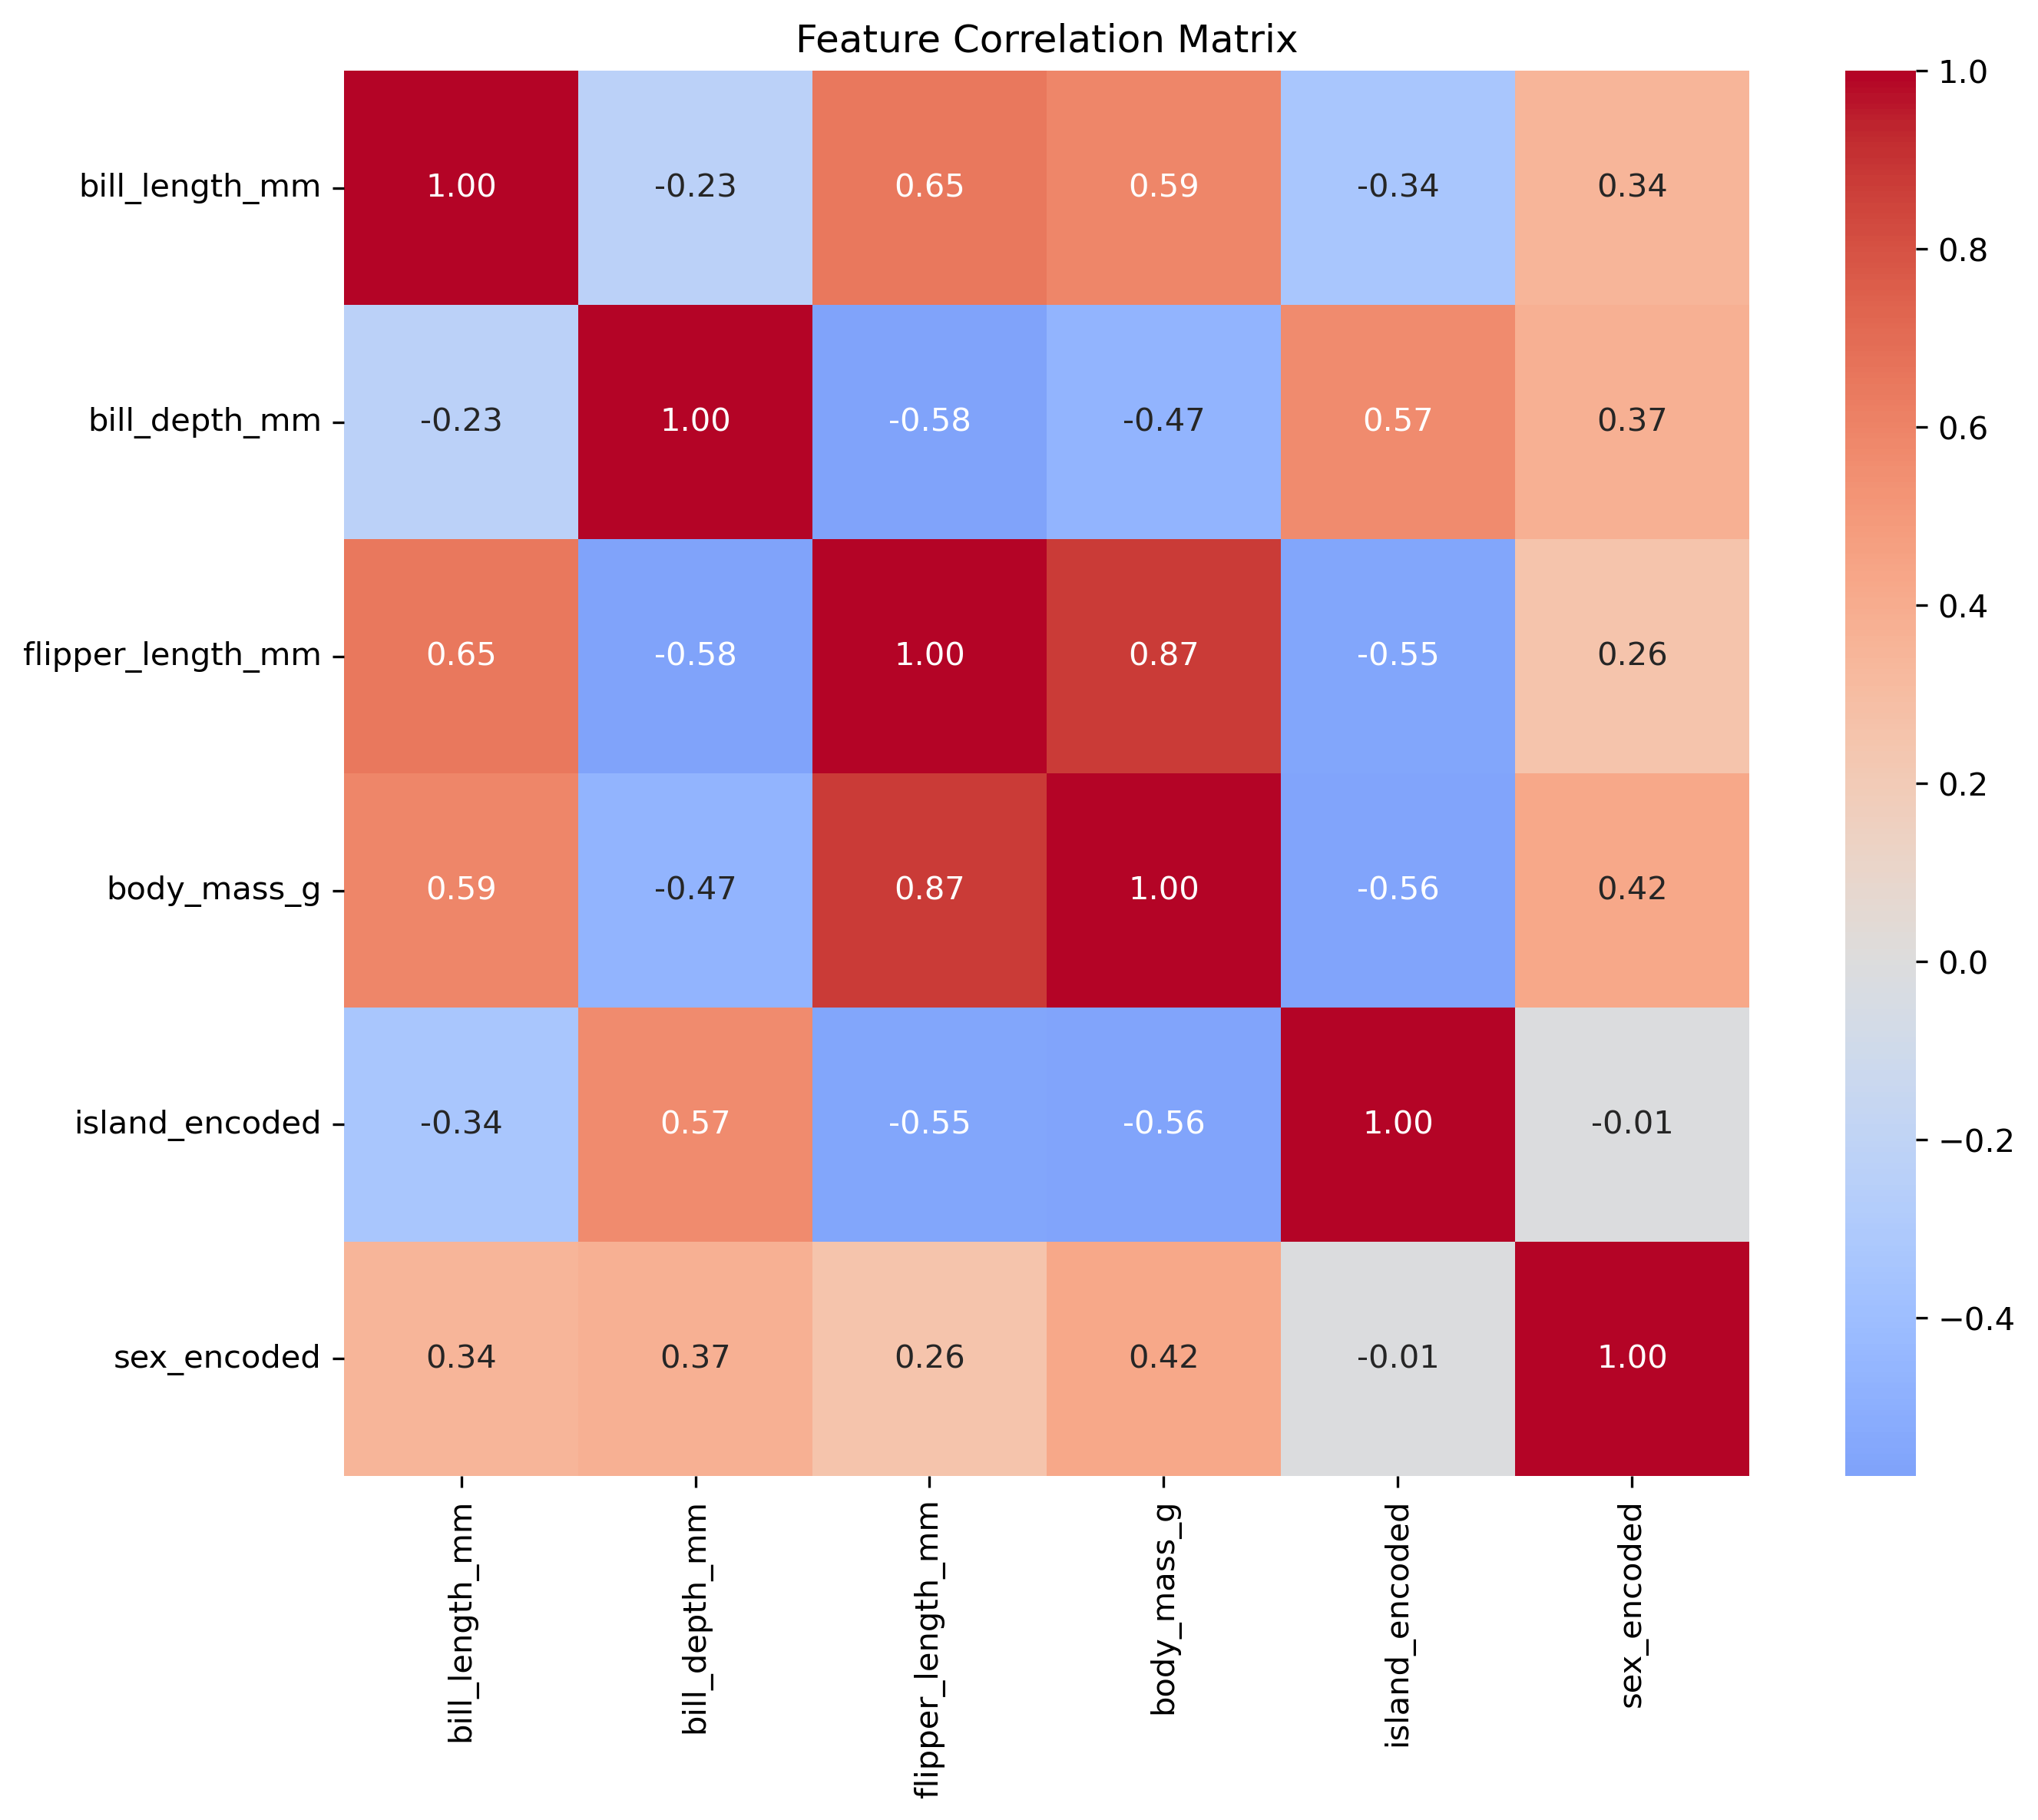 Feature Correlation Matrix
bill_length_mm 1.00 -0.23 0.65 0.59 -0.34 0.34
bill_depth_mm -0.23 1.00 -0.58 -0.47 0.57 0.37
flipper_length_mm 0.65 -0.58 1.00 0.87 -0.55 0.26
body_mass_g 0.59 -0.47 0.87 1.00 -0.56 0.42
island_encoded -0.34 0.57 -0.55 -0.56 1.00 -0.01
sex_encoded 0.34 0.37 0.26 0.42 -0.01 1.00
bill_length_mm
bill_depth_mm
flipper_length_mm
body_mass_g
island_encoded
sex_encoded
1.0
0.8
0.6
0.4
0.2
0.0
−0.2
−0.4